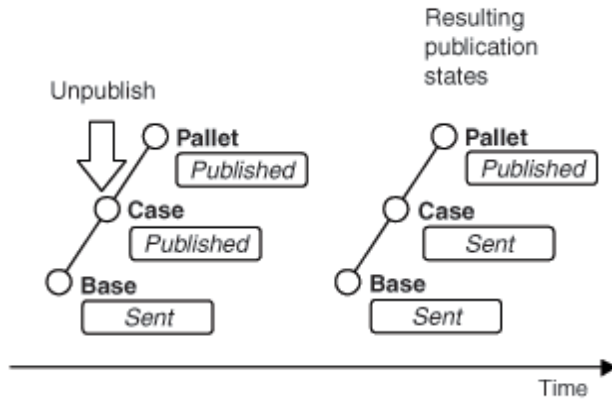 Resulting
publication
states
Unpublish
Pallet
Published
Case
Published
Base
Sent
Pallet
Published
Case
Sent
Base
Sent
Time